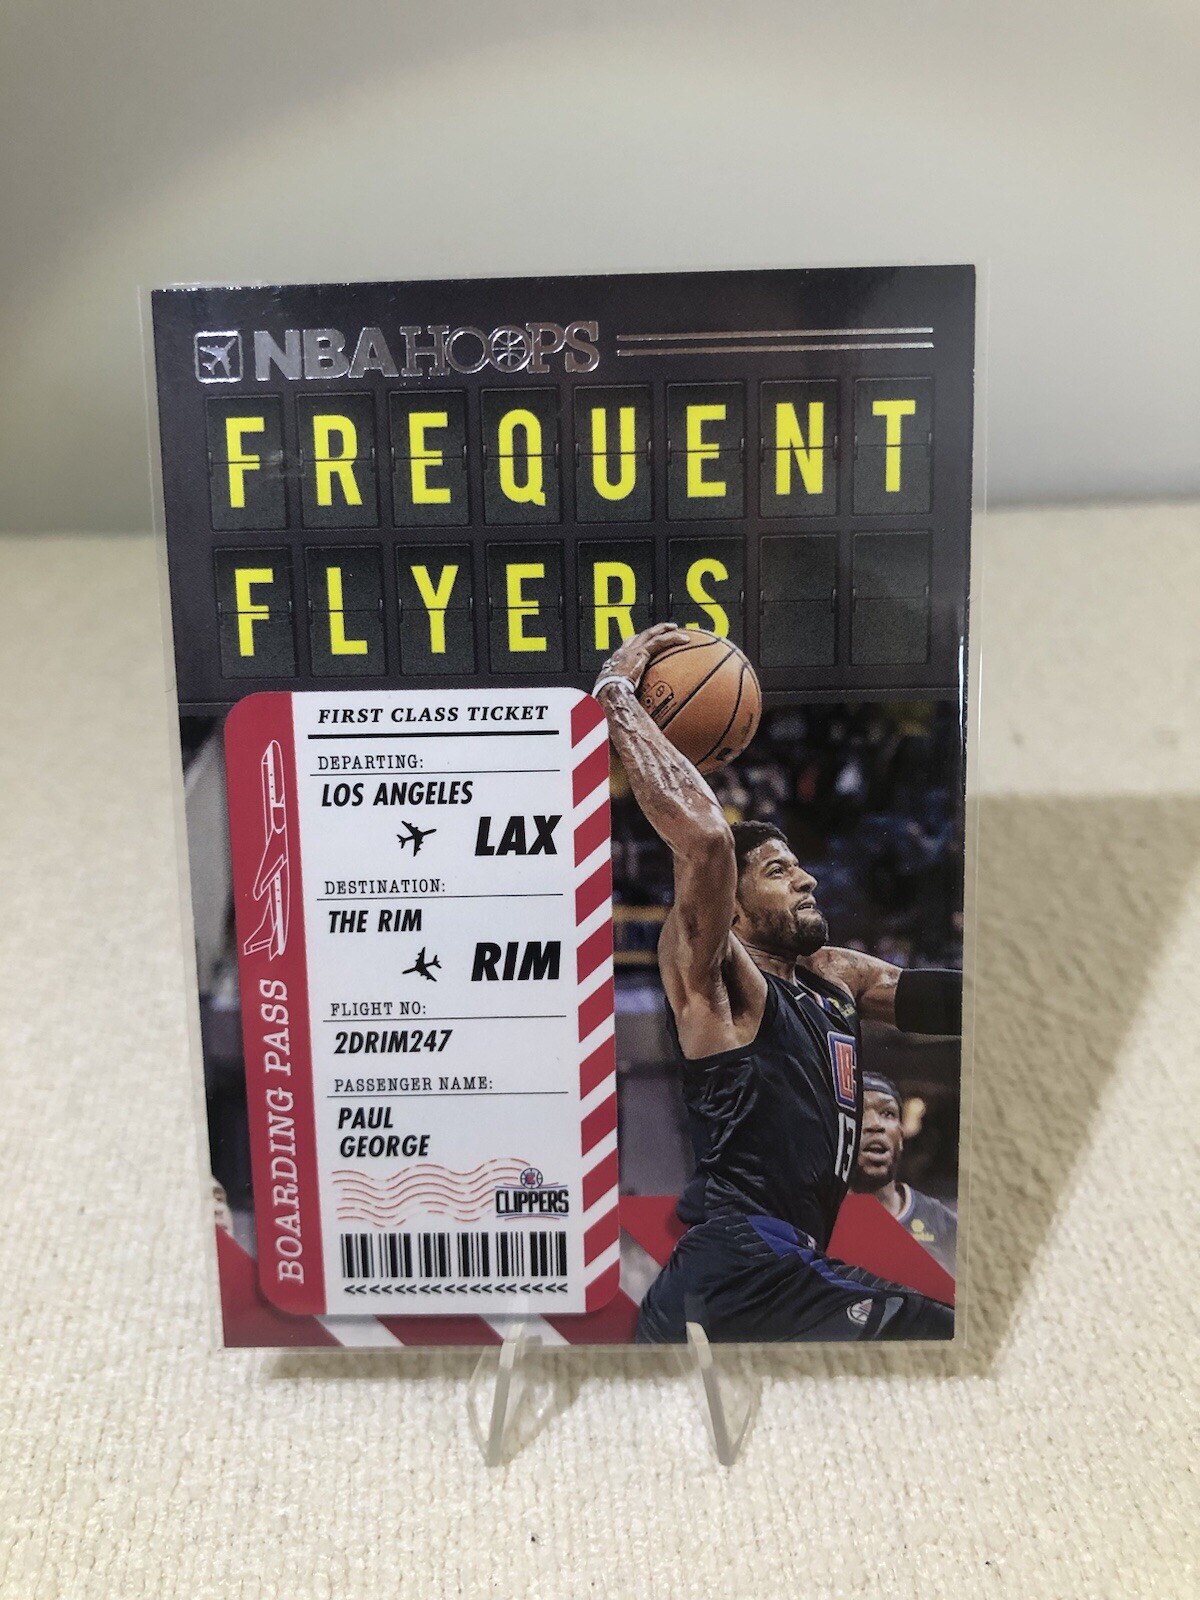 NBA HOOPS
FREQUENT
FLYERS
FIRST CLASS TICKET
DEPARTING:
LOS ANGELES
LAX
DESTINATION:
THE RIM
RIM
FLIGHT NO:
2DRIM247
PASSENGER NAME:
PAUL
GEORGE
CLIPPERS
<<<<<<<<<<<<<<<<<<<
BOARDING PASS
13